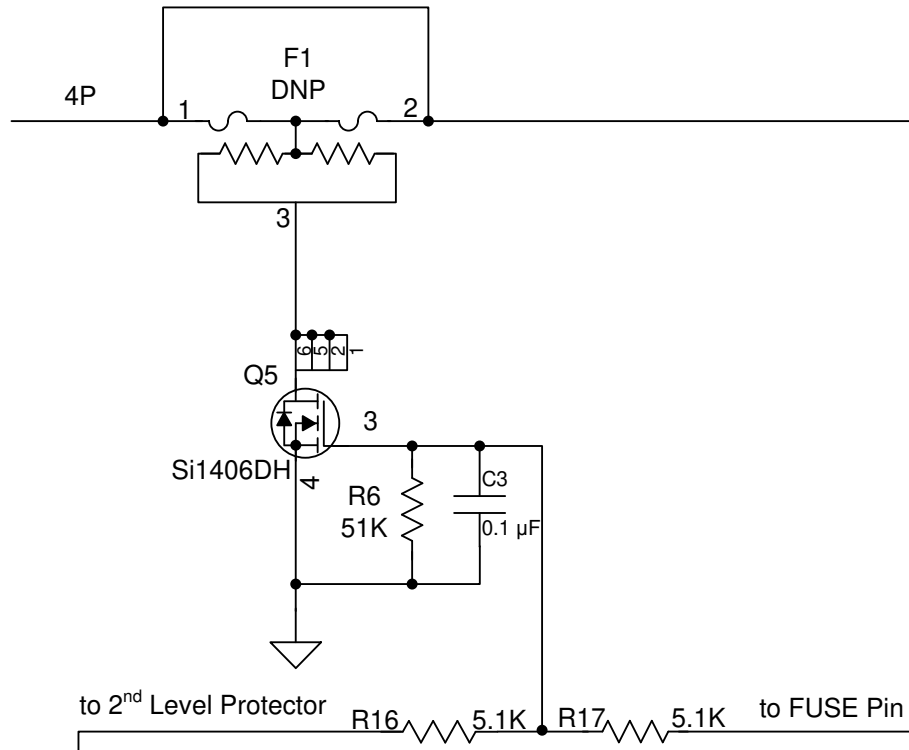 F1
DNP
4P
1
2
3
6
5
2
1
Q5
3
Si1406DH
4
R6
51K
C3
0.1 µF
to 2nd Level Protector
R16
5.1K
R17
5.1K
to FUSE Pin